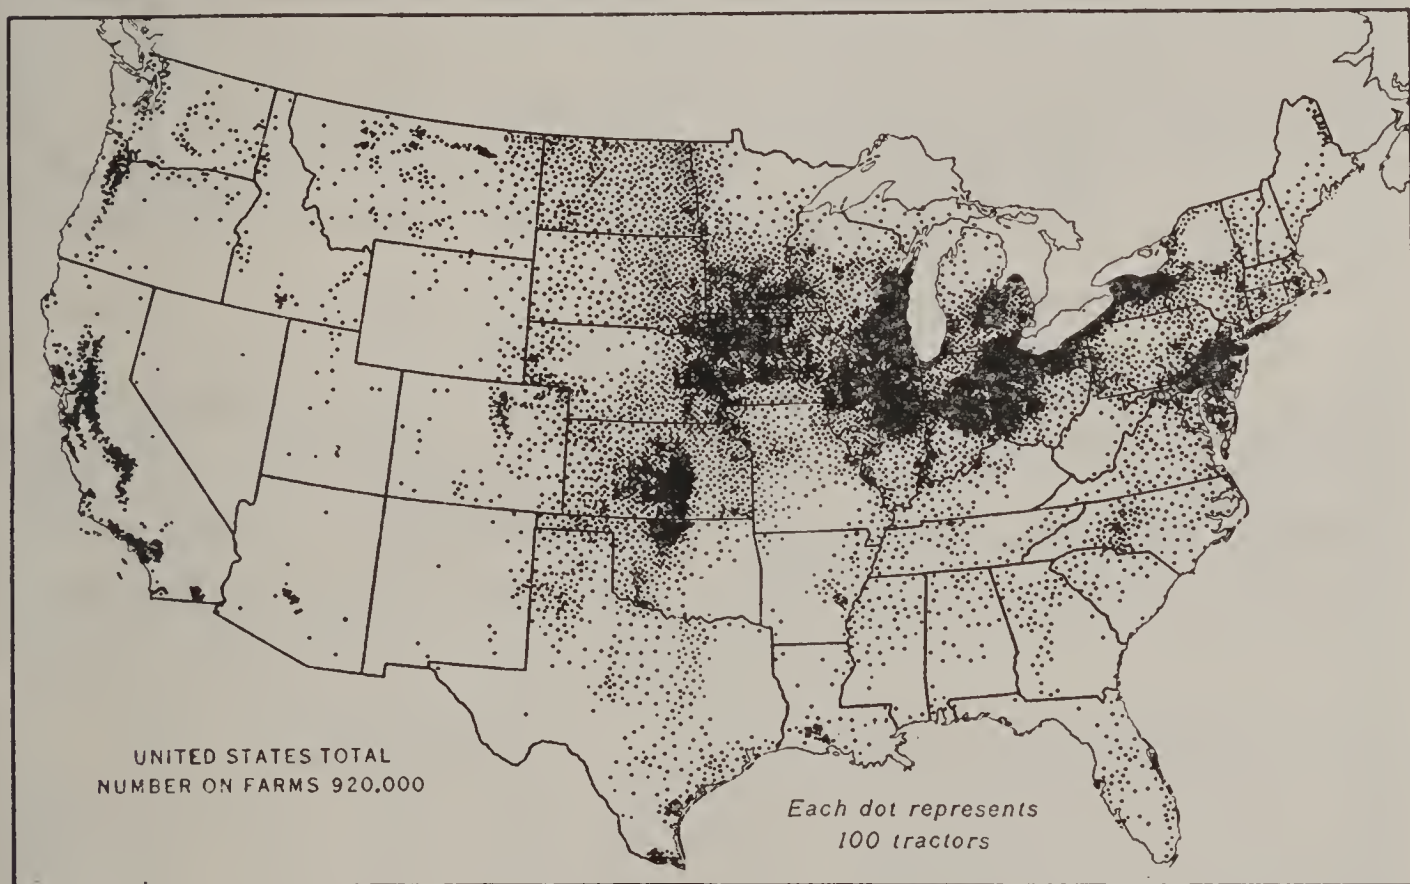 UNITED STATES TOTAL
NUMBER ON FARMS 920,000
Each dot represents
100 tractors